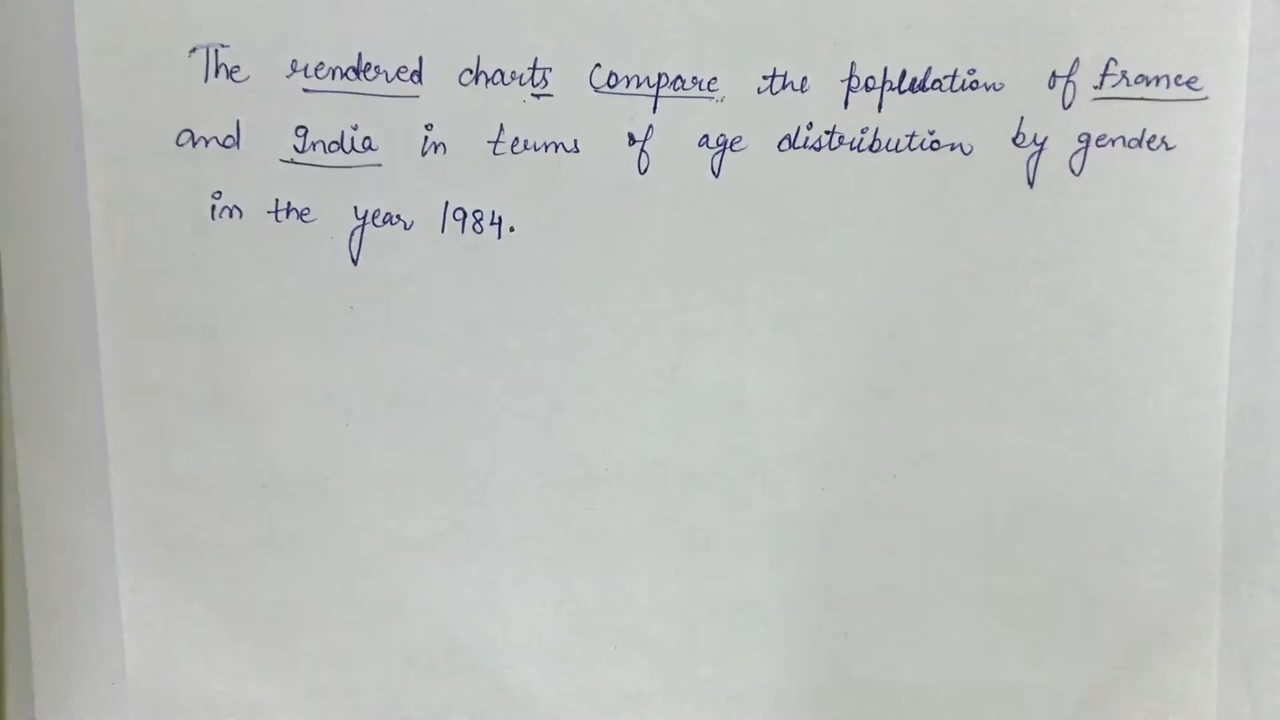 The rendered charts Compare the poplulation of france
and India in terms of age distribution by gender
in the year 1984.